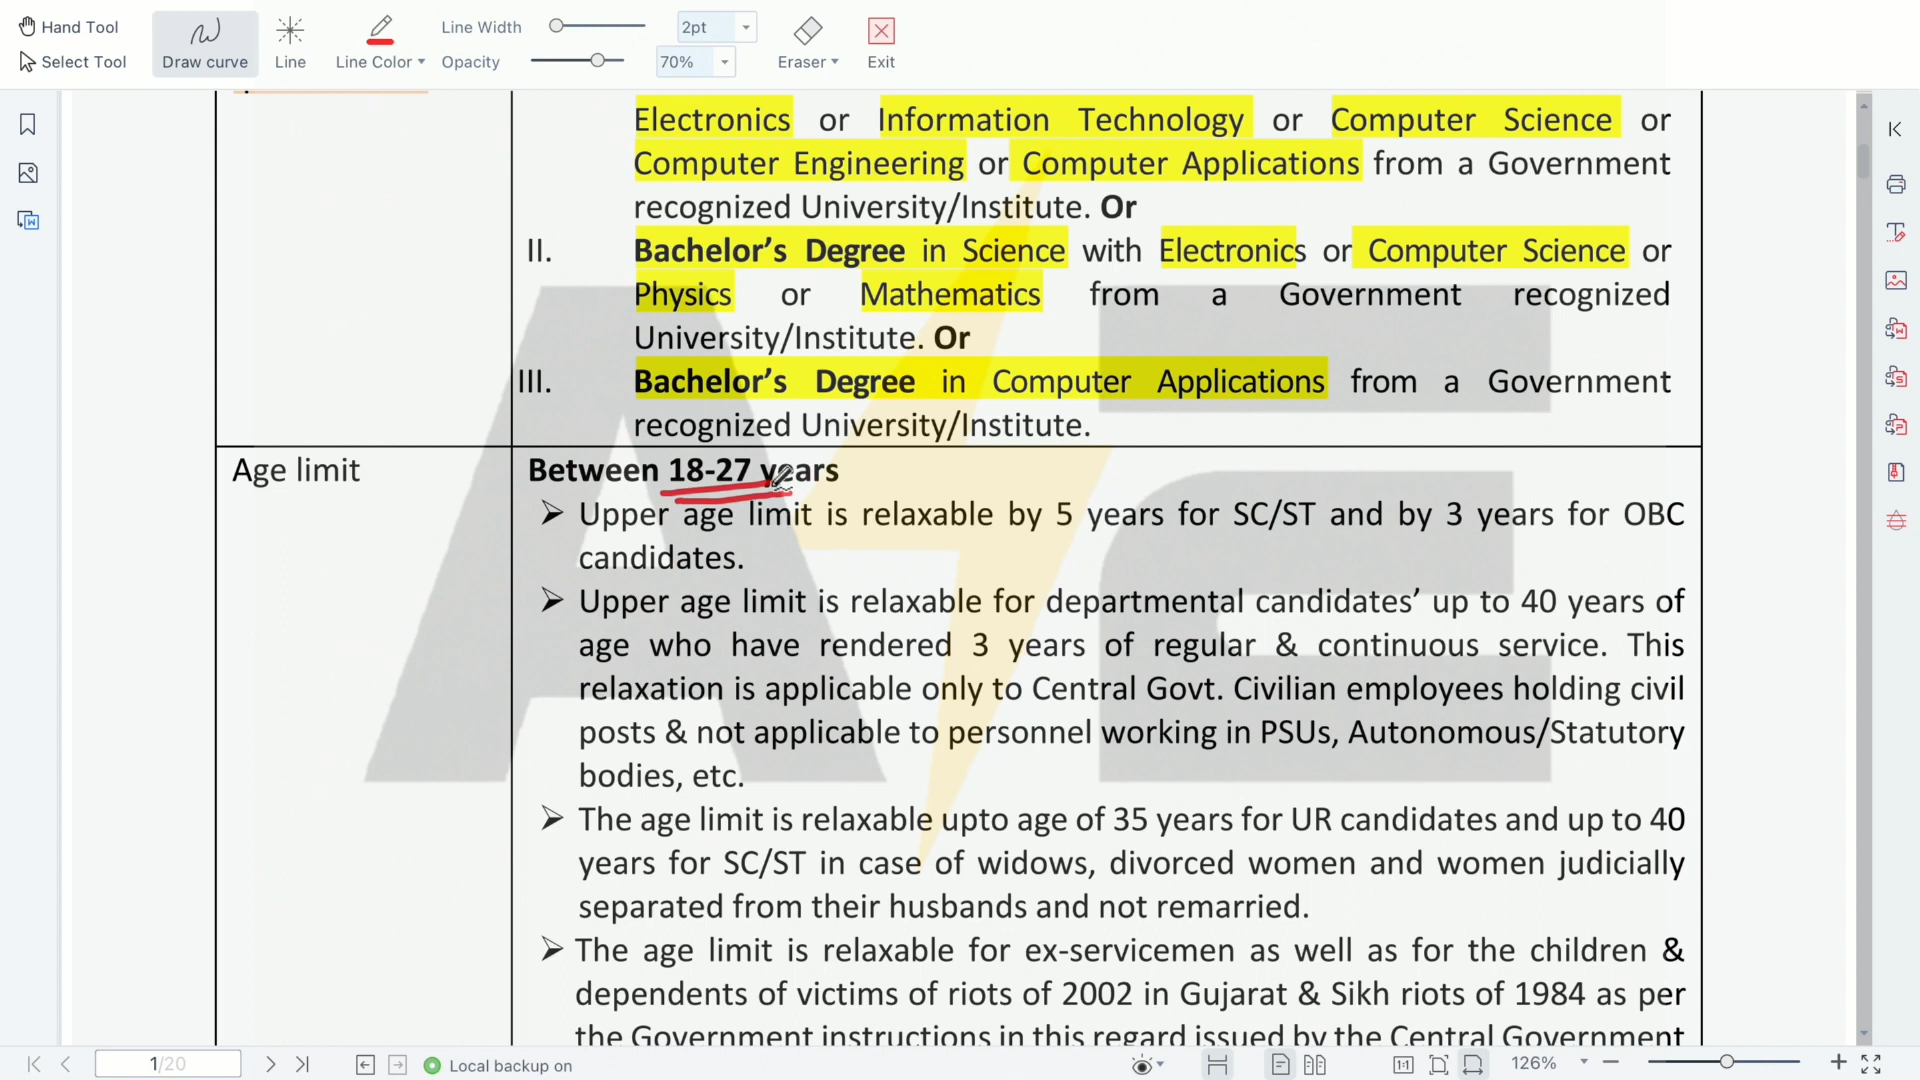 Hand Tool
Select Tool
Draw curve
Line
Line Color
Line Width
Opacity
2pt
70%
Eraser
Exit
Electronics or Information Technology or Computer Science or
Computer Engineering or Computer Applications from a Government
recognized University/Institute. Or
II. Bachelor's Degree in Science with Electronics or Computer Science or
Physics or Mathematics from a Government recognized
University/Institute. Or
III. Bachelor's Degree in Computer Applications from a Government
recognized University/Institute.
Age limit
Between 18-27 years
➢ Upper age limit is relaxable by 5 years for SC/ST and by 3 years for OBC
candidates.
➢ Upper age limit is relaxable for departmental candidates' up to 40 years of
age who have rendered 3 years of regular & continuous service. This
relaxation is applicable only to Central Govt. Civilian employees holding civil
posts & not applicable to personnel working in PSUs, Autonomous/Statutory
bodies, etc.
➢ The age limit is relaxable upto age of 35 years for UR candidates and up to 40
years for SC/ST in case of widows, divorced women and women judicially
separated from their husbands and not remarried.
➢ The age limit is relaxable for ex-servicemen as well as for the children &
dependents of victims of riots of 2002 in Gujarat & Sikh riots of 1984 as per
the Government instructions in this regard issued by the Central Government
1/20
Local backup on
126%